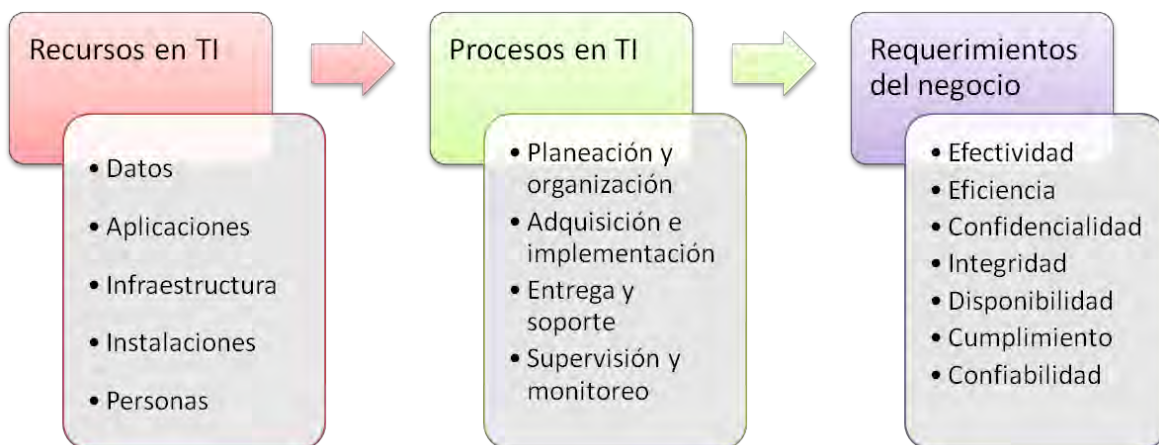 Recursos en TI
• Datos
• Aplicaciones
• Infraestructura
• Instalaciones
• Personas
Procesos en TI
• Planeación y
organización
• Adquisición e
implementación
• Entrega y
soporte
• Supervisión y
monitoreo
Requerimientos
del negocio
• Efectividad
• Eficiencia
• Confidencialidad
• Integridad
• Disponibilidad
• Cumplimiento
• Confiabilidad